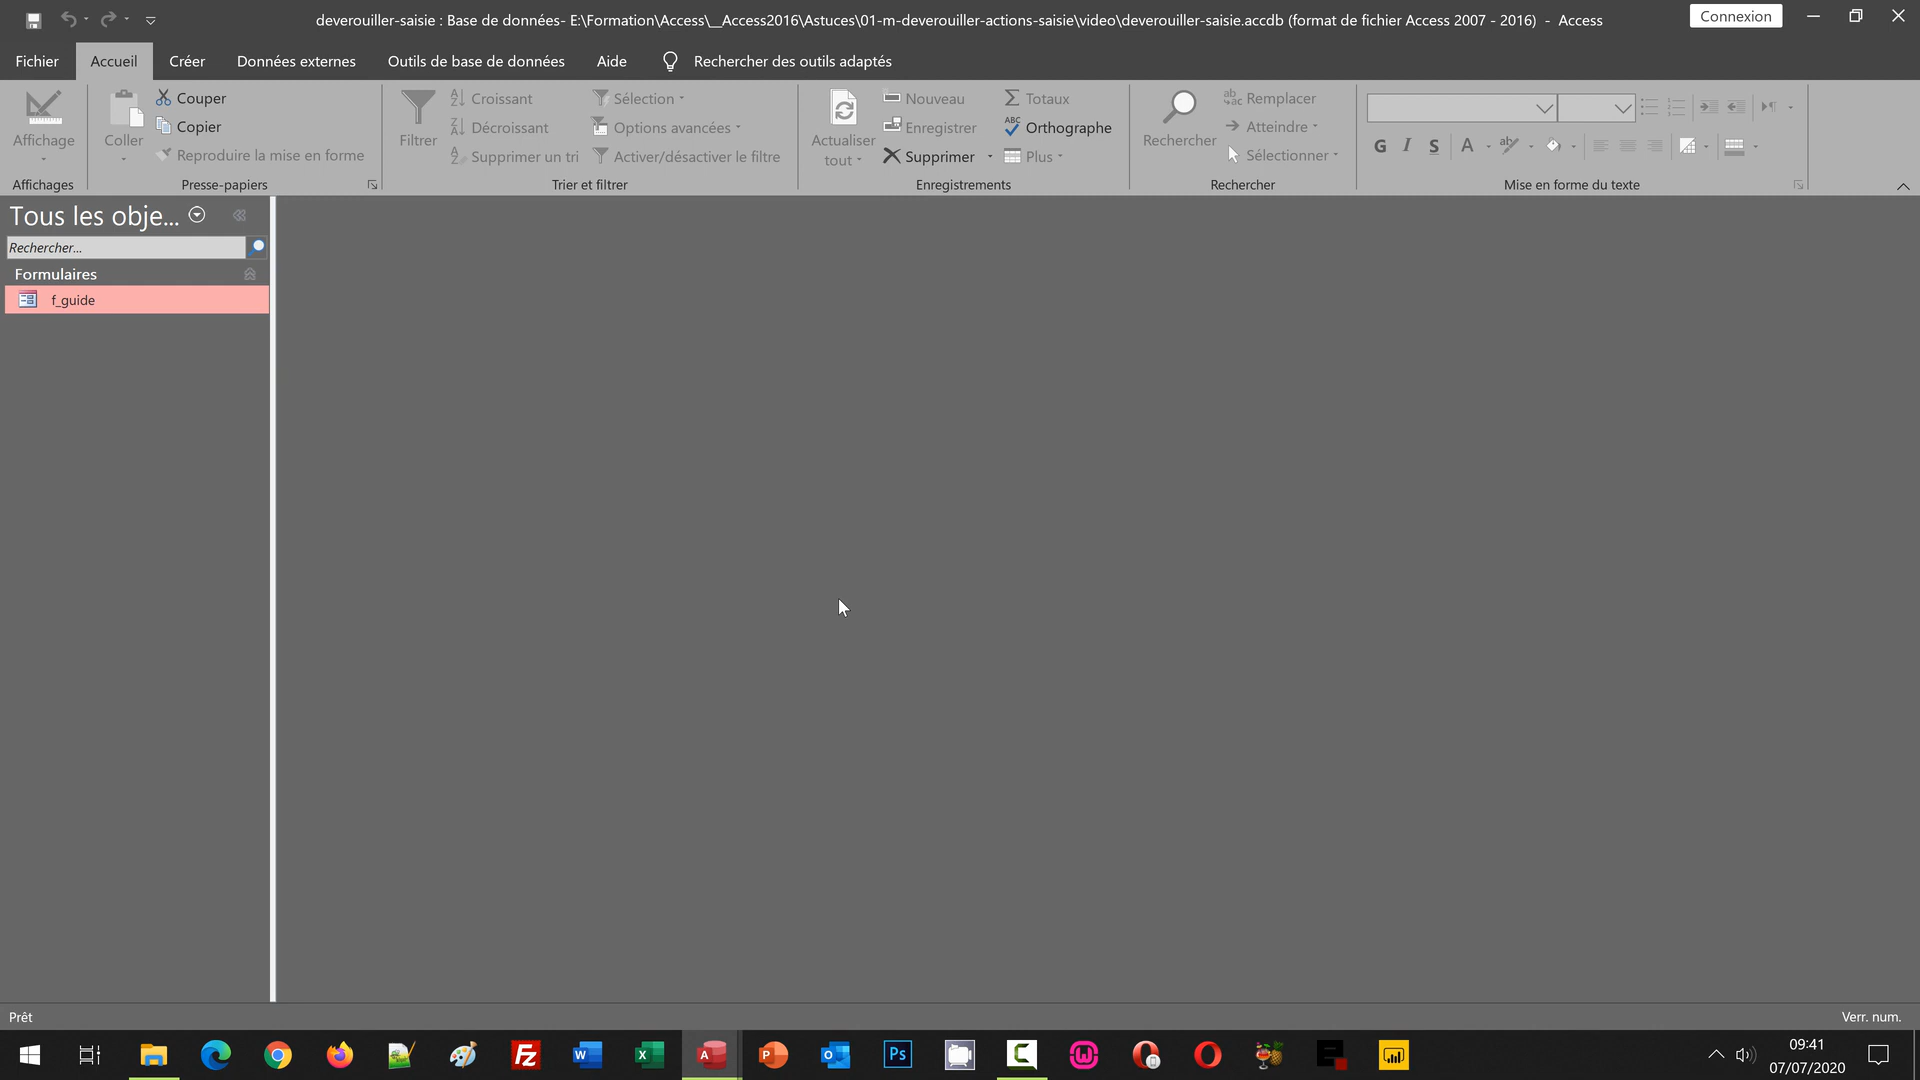 deverouiller-saisie : Base de données- E:\Formation\Access\__Access2016\Astuces\01-m-deverouiller-actions-saisie\video\deverouiller-saisie.accdb (format de fichier Access 2007 - 2016) - Access
Connexion
Fichier Accueil Créer Données externes Outils de base de données Aide Rechercher des outils adaptés
Couper Croissant Sélection Nouveau Totaux Remplacer
Copier Décroissant Options avancées Enregistrer Orthographe Atteindre
Affichage Coller Filtrer Actualiser tout Rechercher
Reproduire la mise en forme Supprimer un tri Activer/désactiver le filtre Supprimer Plus Sélectionner
G I S A
Affichages Presse-papiers Trier et filtrer Enregistrements Rechercher Mise en forme du texte
Tous les obje...
Rechercher...
Formulaires
f_guide
Prêt
Verr. num.
09:41
07/07/2020